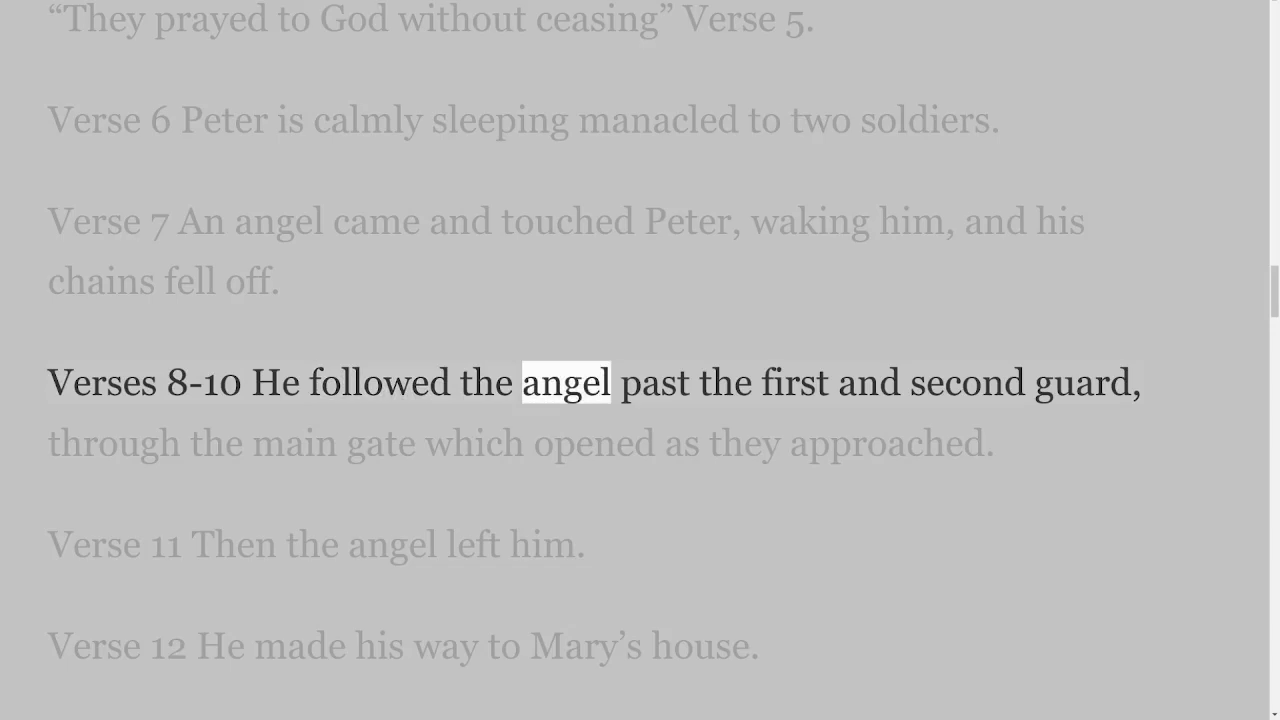 “They prayed to God without ceasing” Verse 5.
Verse 6 Peter is calmly sleeping manacled to two soldiers.
Verse 7 An angel came and touched Peter, waking him, and his
chains fell off.
Verses 8-10 He followed the angel past the first and second guard,
through the main gate which opened as they approached.
Verse 11 Then the angel left him.
Verse 12 He made his way to Mary’s house.